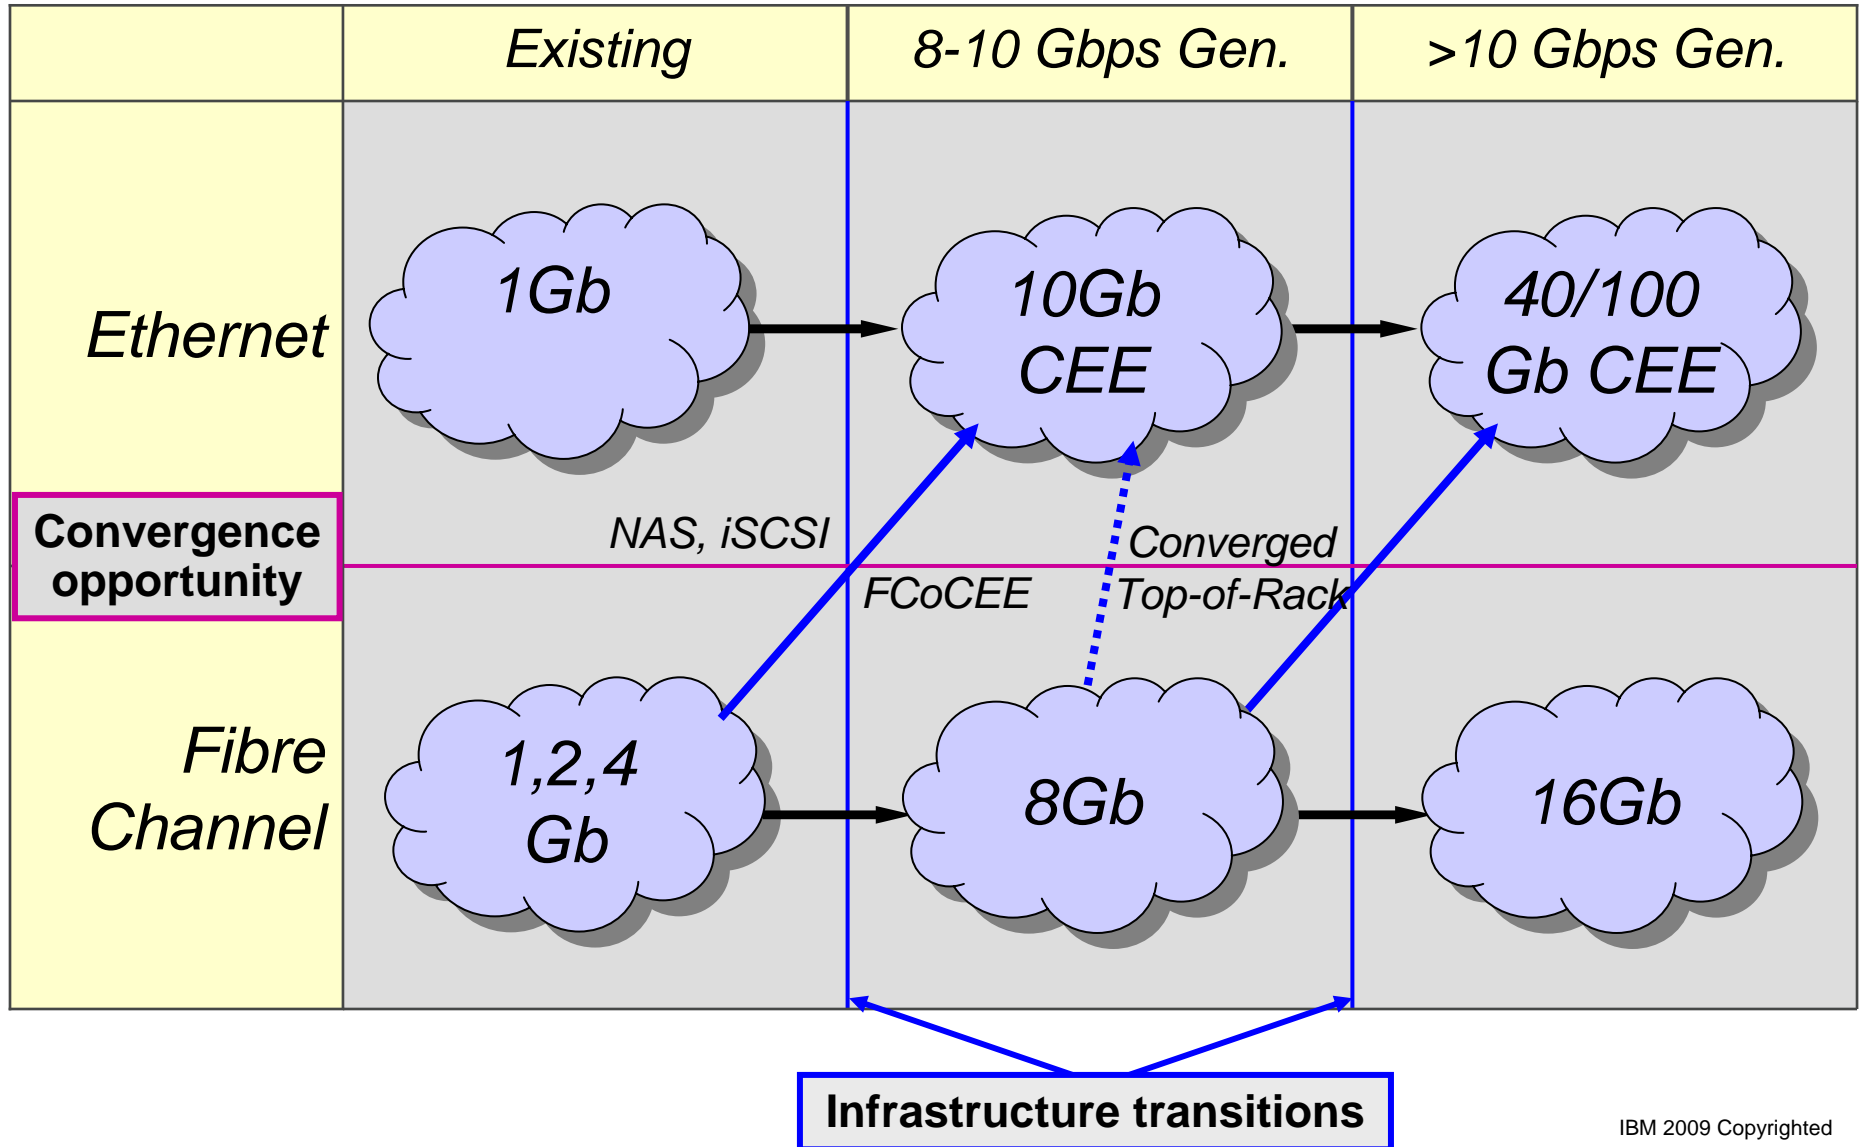 Existing
8-10 Gbps Gen.
>10 Gbps Gen.
Ethernet
1Gb
10Gb
CEE
40/100
Gb CEE
Convergence
opportunity
NAS, iSCSI
FCoCEE
Converged
Top-of-Rack
Fibre
Channel
1,2,4
Gb
8Gb
16Gb
Infrastructure transitions
IBM 2009 Copyrighted